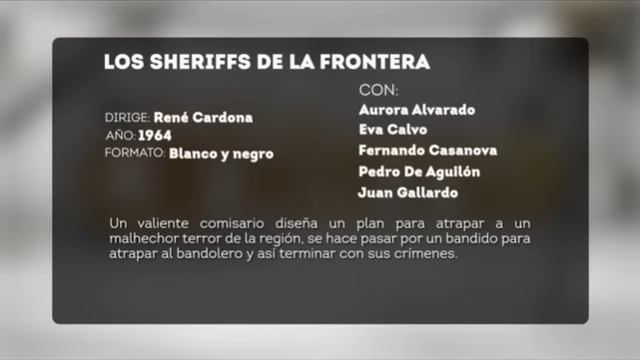 LOS SHERIFFS DE LA FRONTERA
DIRIGE: René Cardona
AÑO: 1964
FORMATO: Blanco y negro
CON:
Aurora Alvarado
Eva Calvo
Fernando Casanova
Pedro De Aguilón
Juan Gallardo
Un valiente comisario diseña un plan para atrapar a un
malhechor terror de la región, se hace pasar por un bandido para
atrapar al bandolero y así terminar con sus crímenes.